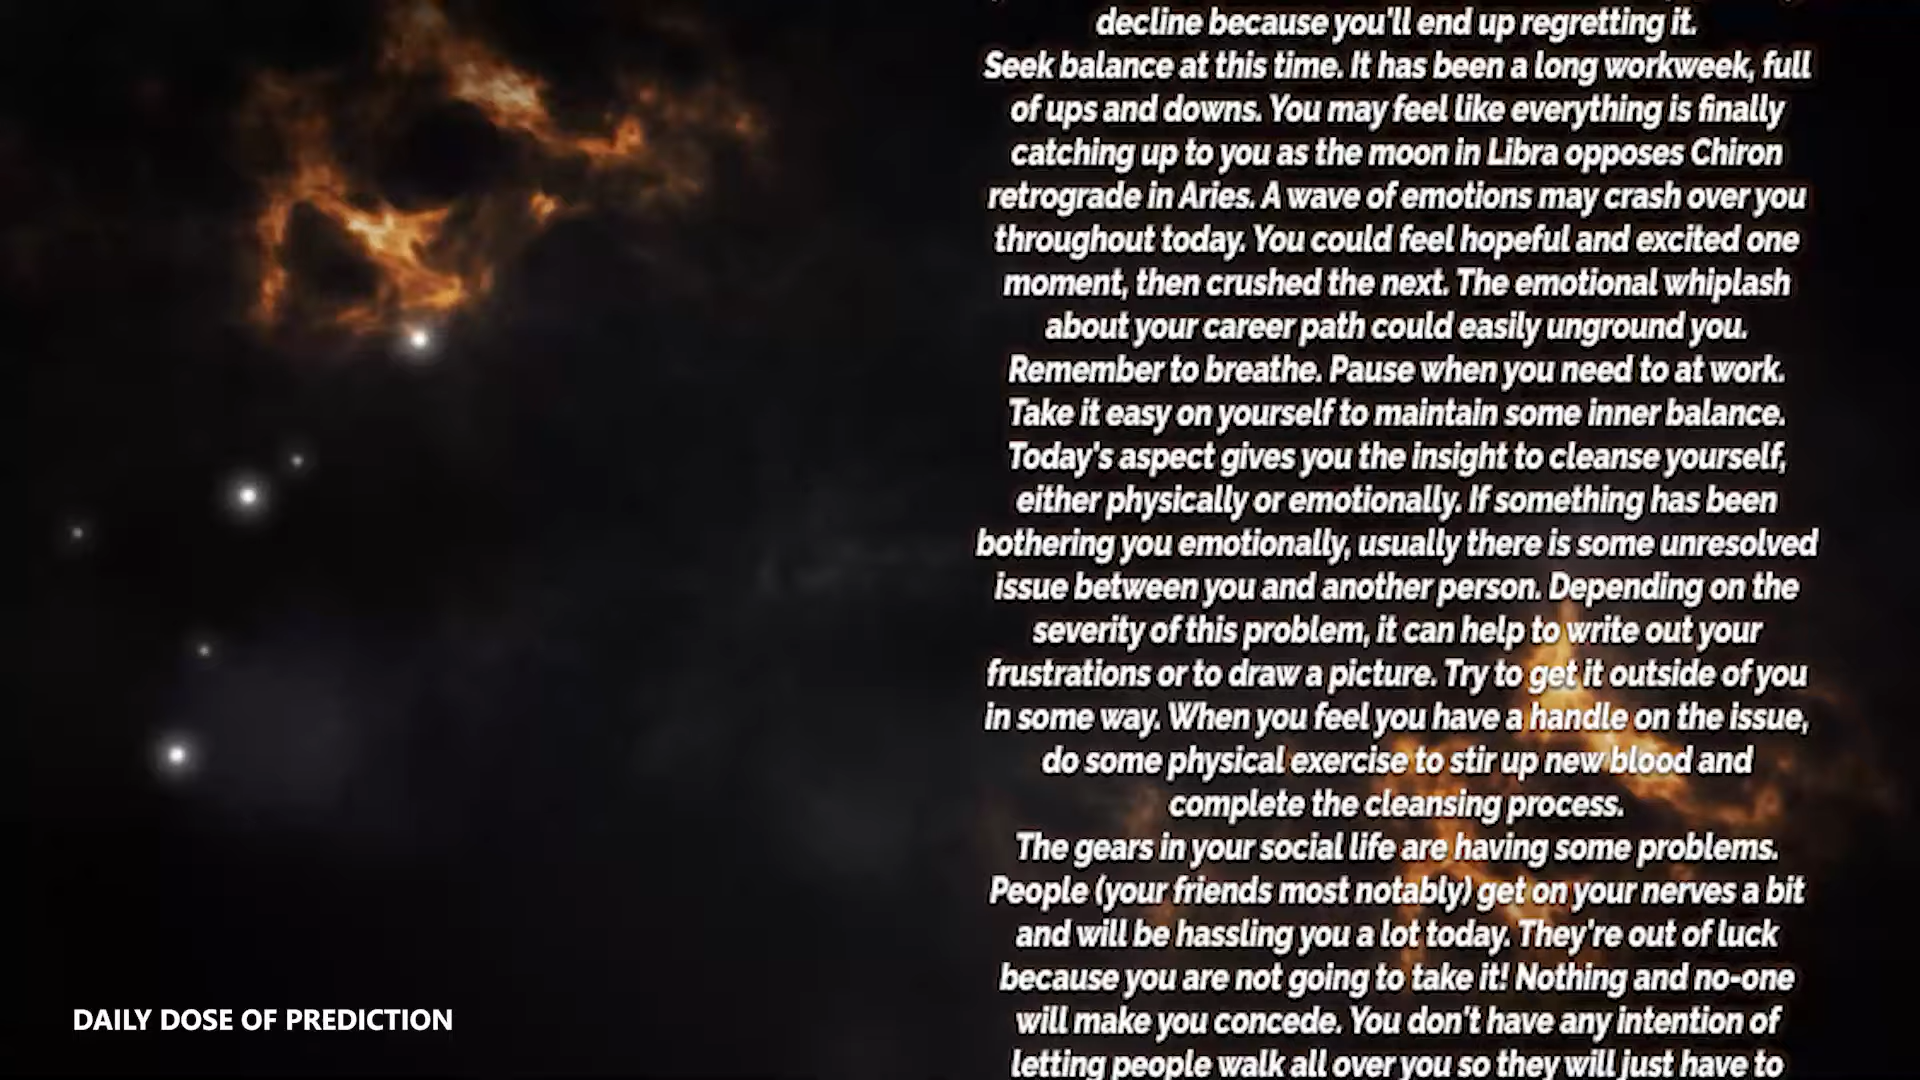 decline because you'll end up regretting it.
Seek balance at this time. It has been a long workweek, full
of ups and downs. You may feel like everything is finally
catching up to you as the moon in Libra opposes Chiron
retrograde in Aries. A wave of emotions may crash over you
throughout today. You could feel hopeful and excited one
moment, then crushed the next. The emotional whiplash
about your career path could easily unground you.
Remember to breathe. Pause when you need to at work.
Take it easy on yourself to maintain some inner balance.
Today's aspect gives you the insight to cleanse yourself,
either physically or emotionally. If something has been
bothering you emotionally, usually there is some unresolved
issue between you and another person. Depending on the
severity of this problem, it can help to write out your
frustrations or to draw a picture. Try to get it outside of you
in some way. When you feel you have a handle on the issue,
do some physical exercise to stir up new blood and
complete the cleansing process.
The gears in your social life are having some problems.
People (your friends most notably) get on your nerves a bit
and will be hassling you a lot today. They're out of luck
because you are not going to take it! Nothing and no-one
will make you concede. You don't have any intention of
letting people walk all over you so they will just have to
DAILY DOSE OF PREDICTION